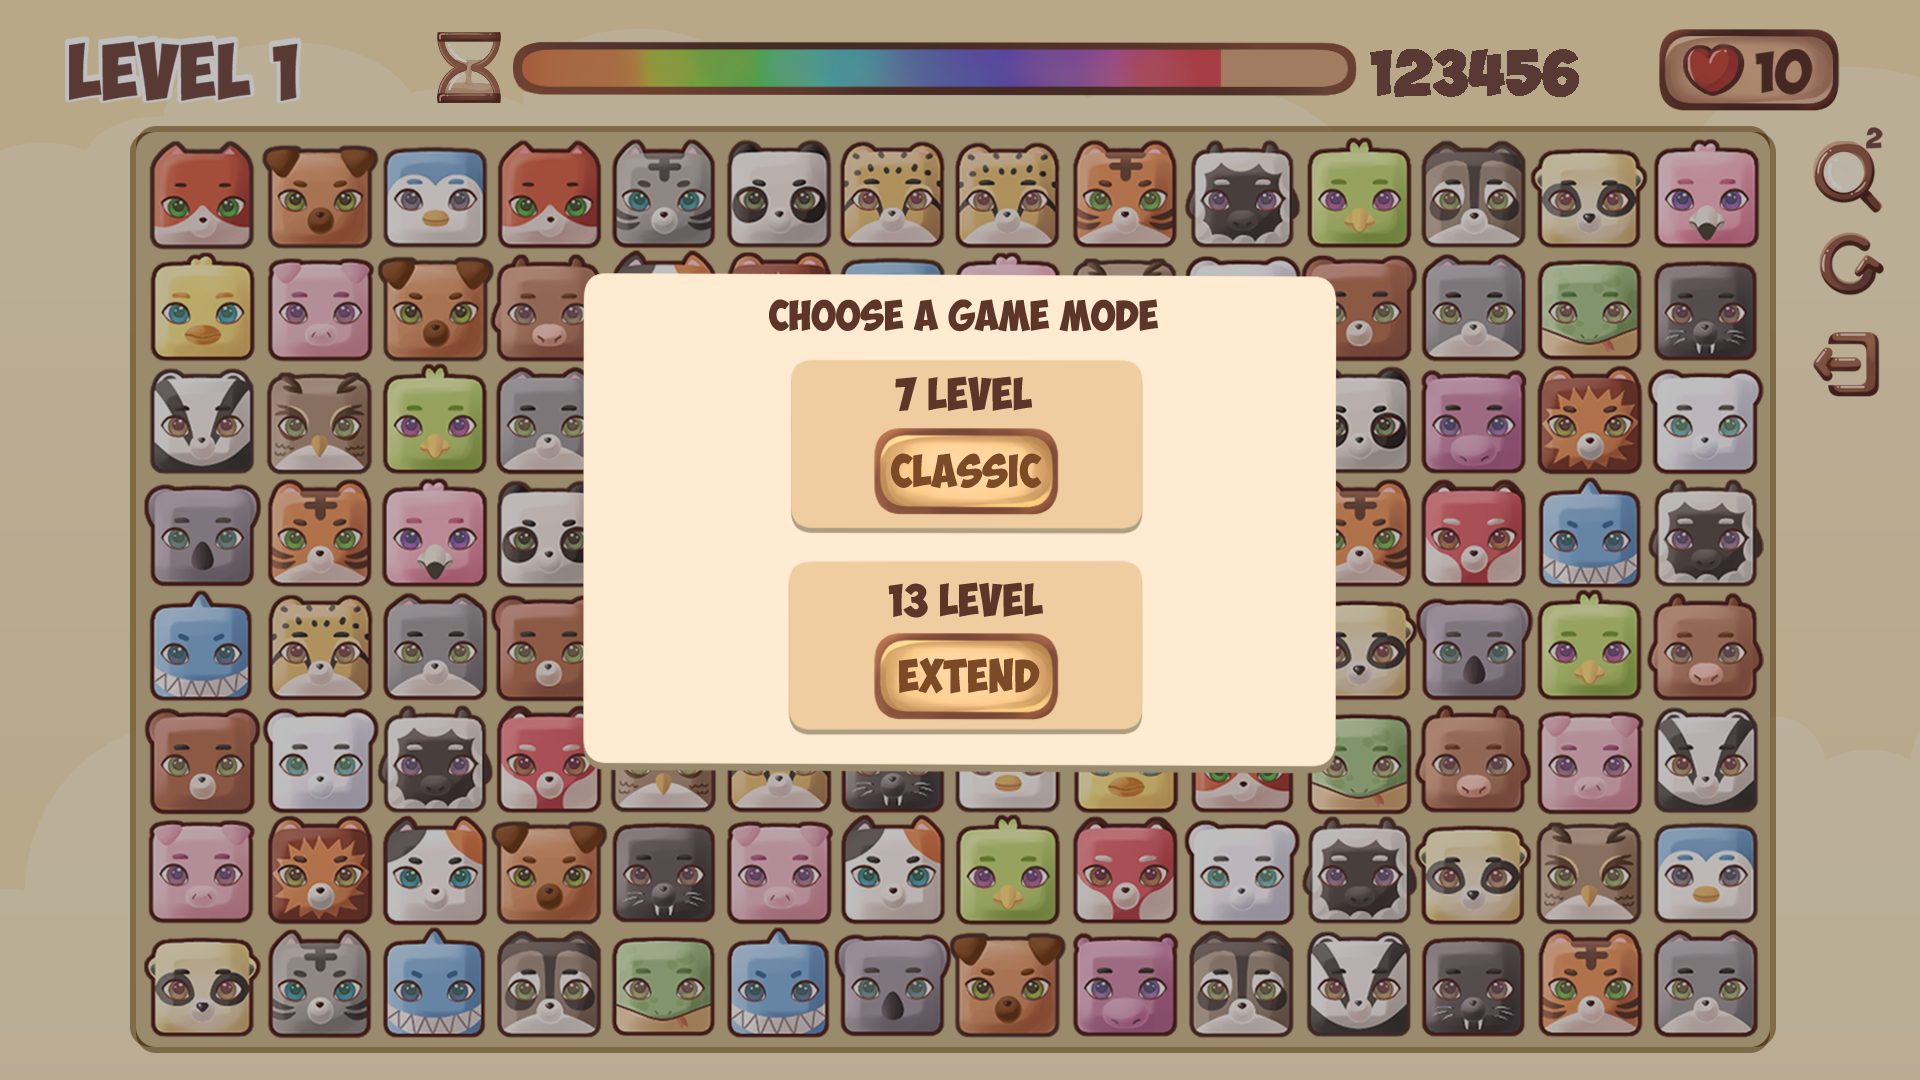 LEVEL 1
123456
10
2
CHOOSE A GAME MODE
7 LEVEL
CLASSIC
13 LEVEL
EXTEND